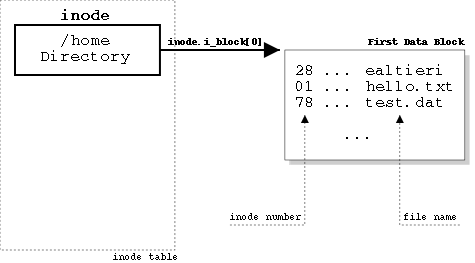 inode
/home
Directory
inode.i_block[0]
First Data Block
28 ... ealtieri
01 ... hello.txt
78 ... test.dat
...
inode number
file name
inode table